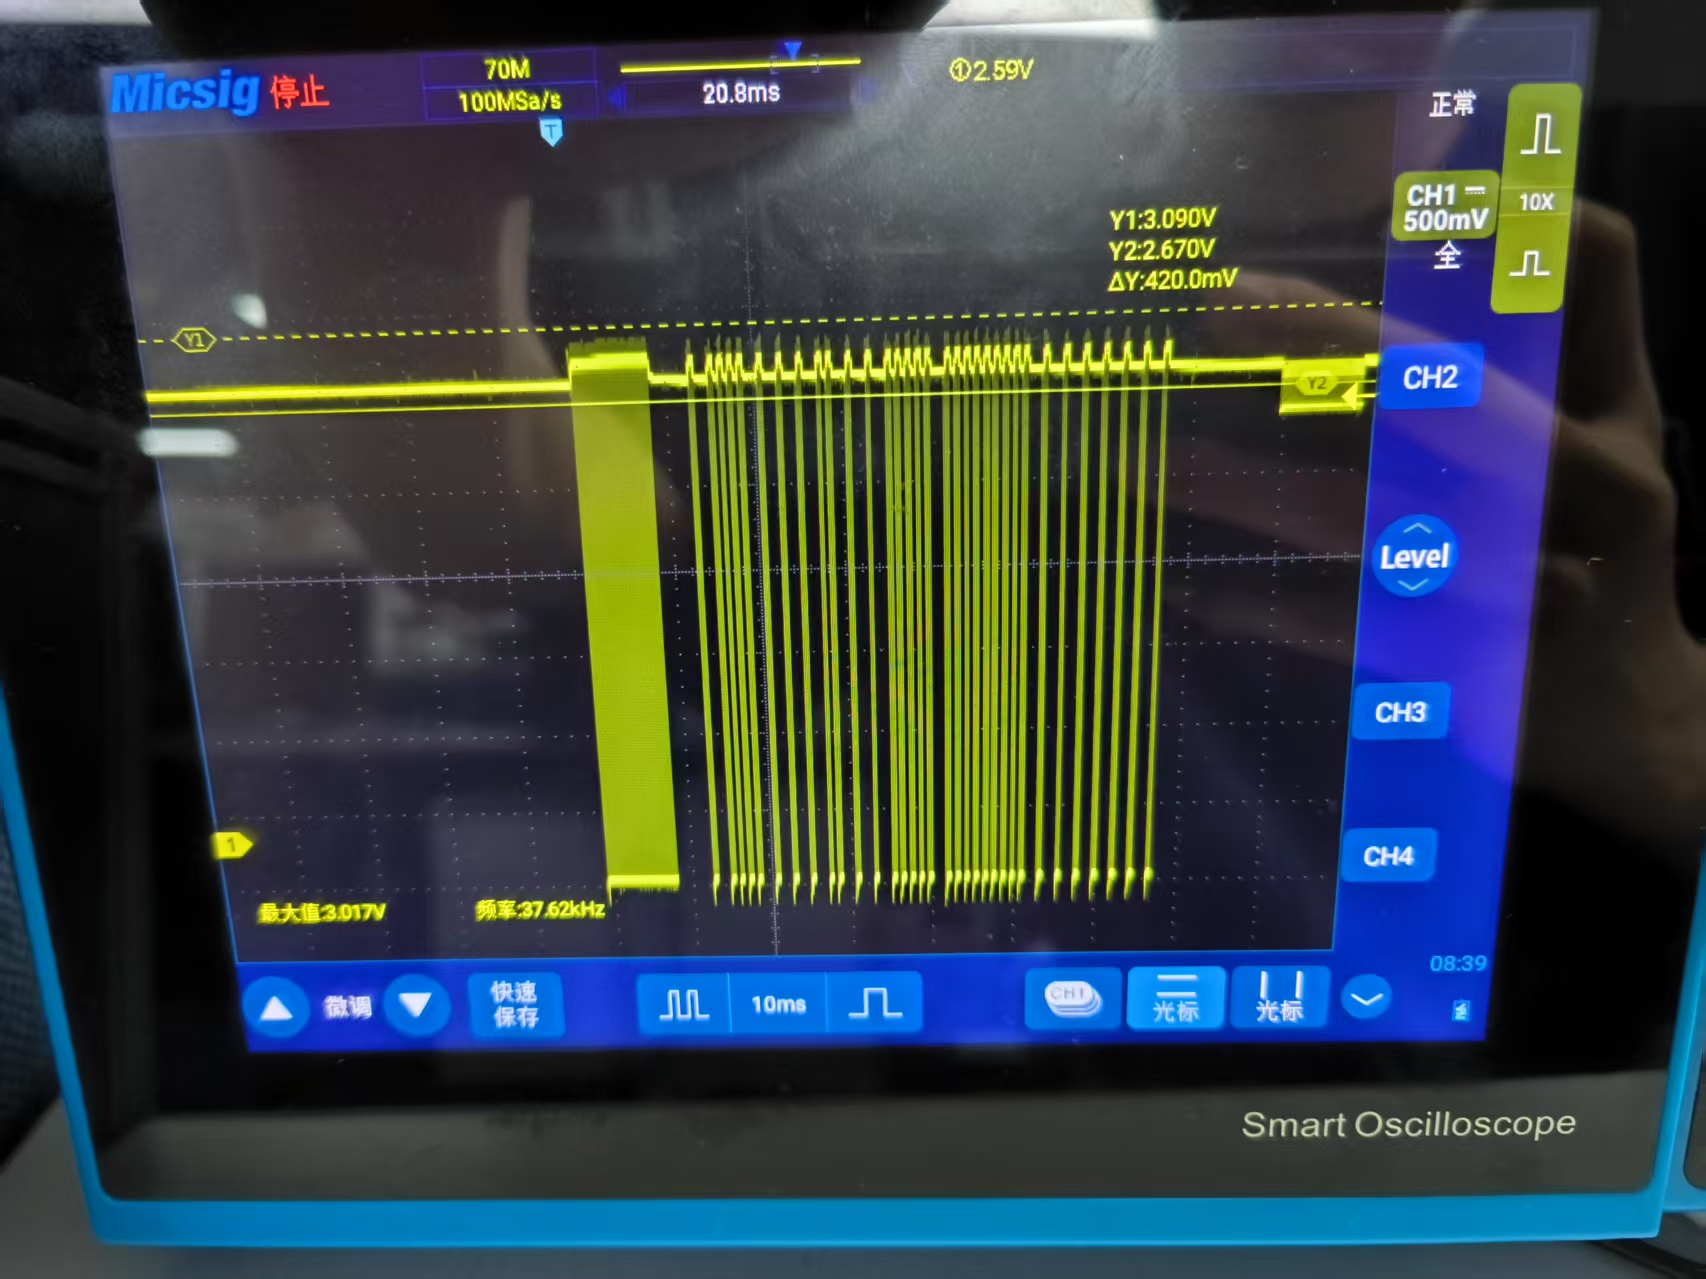 Micsig 停止
70M
100MSa/s
T
20.8ms
①2.59V
正常
CH1
500mV
全
10X
Y1:3.090V
Y2:2.670V
ΔY:420.0mV
Y1
Y2
CH2
Level
CH3
CH4
1
最大值:3.017V
频率:37.62kHz
08:39
微调
快速
保存
10ms
CH1
光标
光标
Smart Oscilloscope